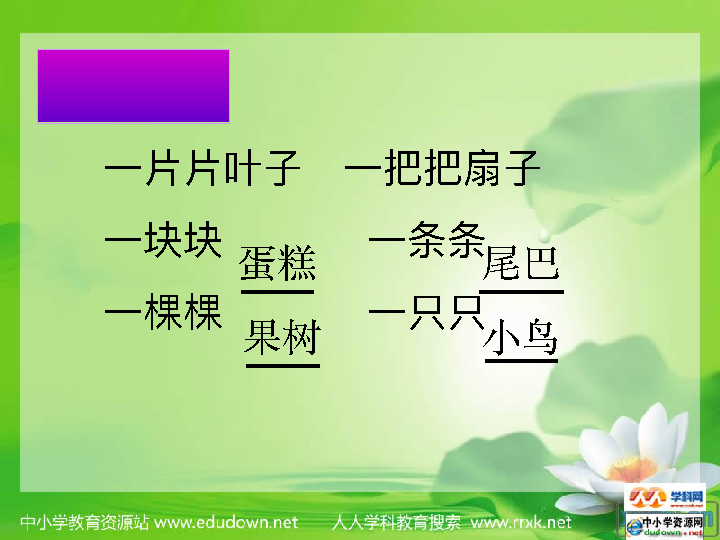 一片片叶子 一把把扇子
一块块 蛋糕 一条条 尾巴
一棵棵 果树 一只只 小鸟
中小学教育资源站 www.edudown.net 人人学科教育搜索 www.rrxk.net
学科网
www.rrxk.net
中小学资源网
dudown.net